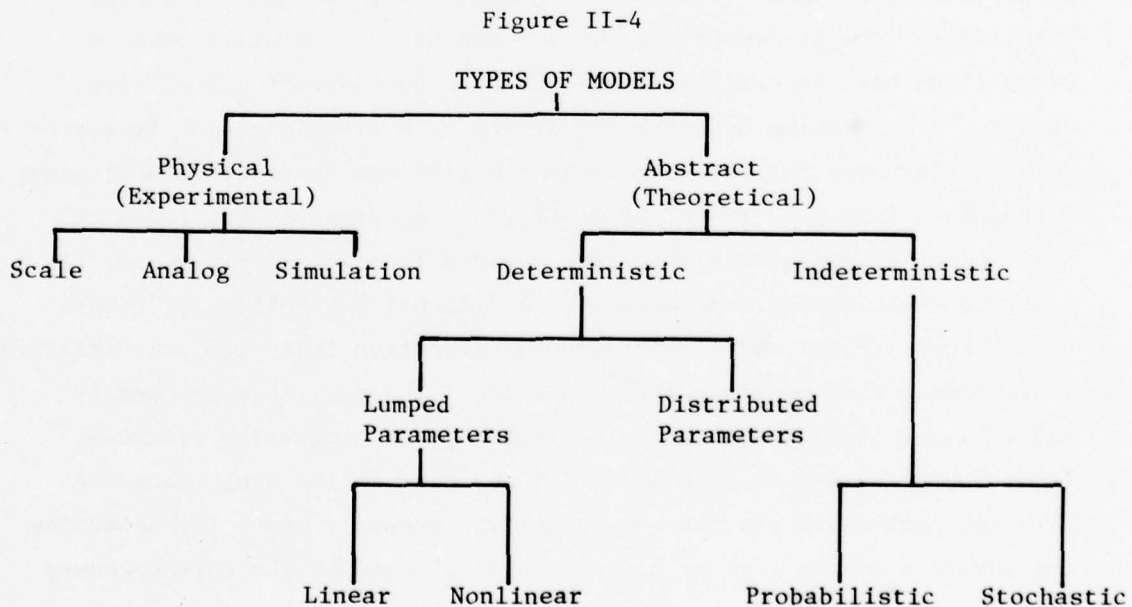 Figure II-4
TYPES OF MODELS
Physical
(Experimental)
Abstract
(Theoretical)
Scale Analog Simulation
Deterministic Indeterministic
Lumped
Parameters
Distributed
Parameters
Linear Nonlinear
Probabilistic Stochastic